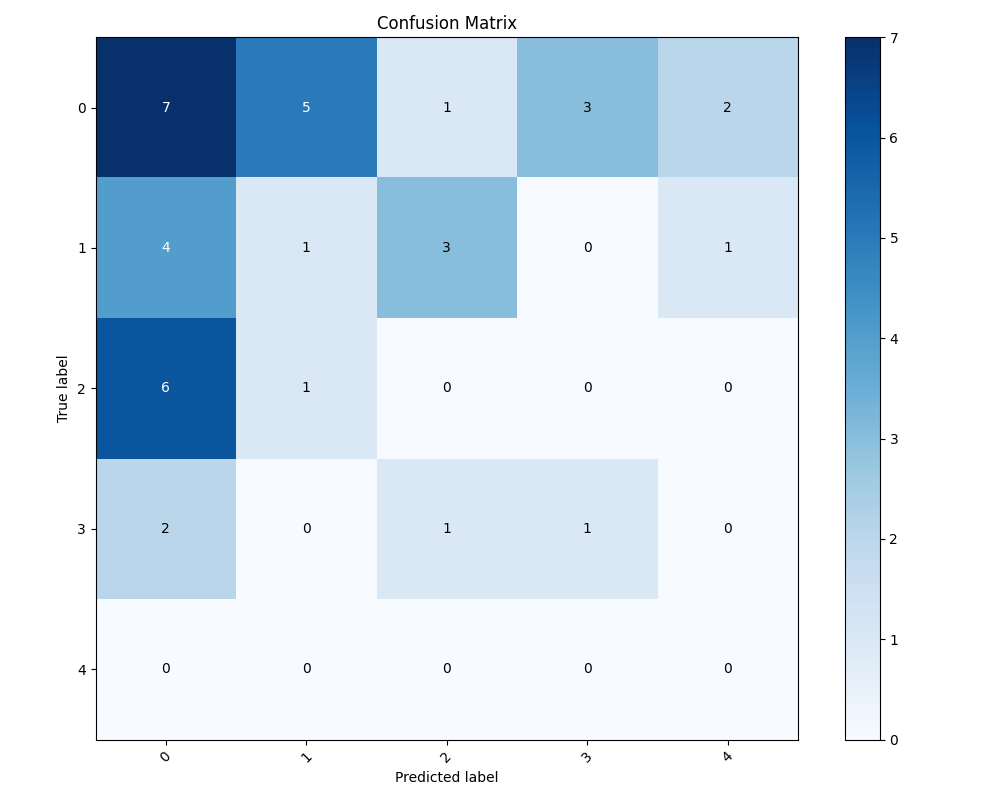 Confusion Matrix
0 7 5 1 3 2
1 4 1 3 0 1
2 6 1 0 0 0
3 2 0 1 1 0
4 0 0 0 0 0
0 1 2 3 4
True label
Predicted label
7
6
5
4
3
2
1
0